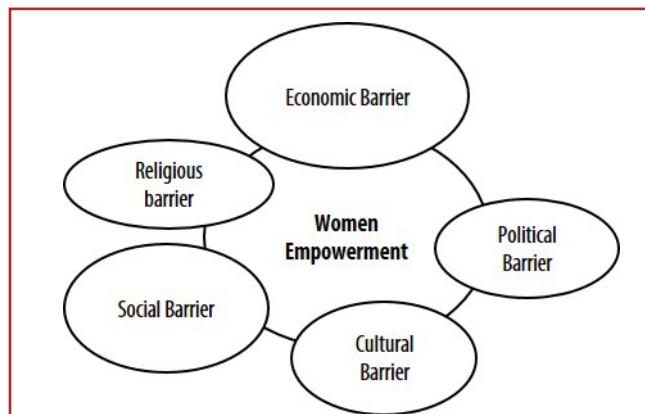 Economic Barrier
Religious
barrier
Women
Empowerment
Political
Barrier
Social Barrier
Cultural
Barrier